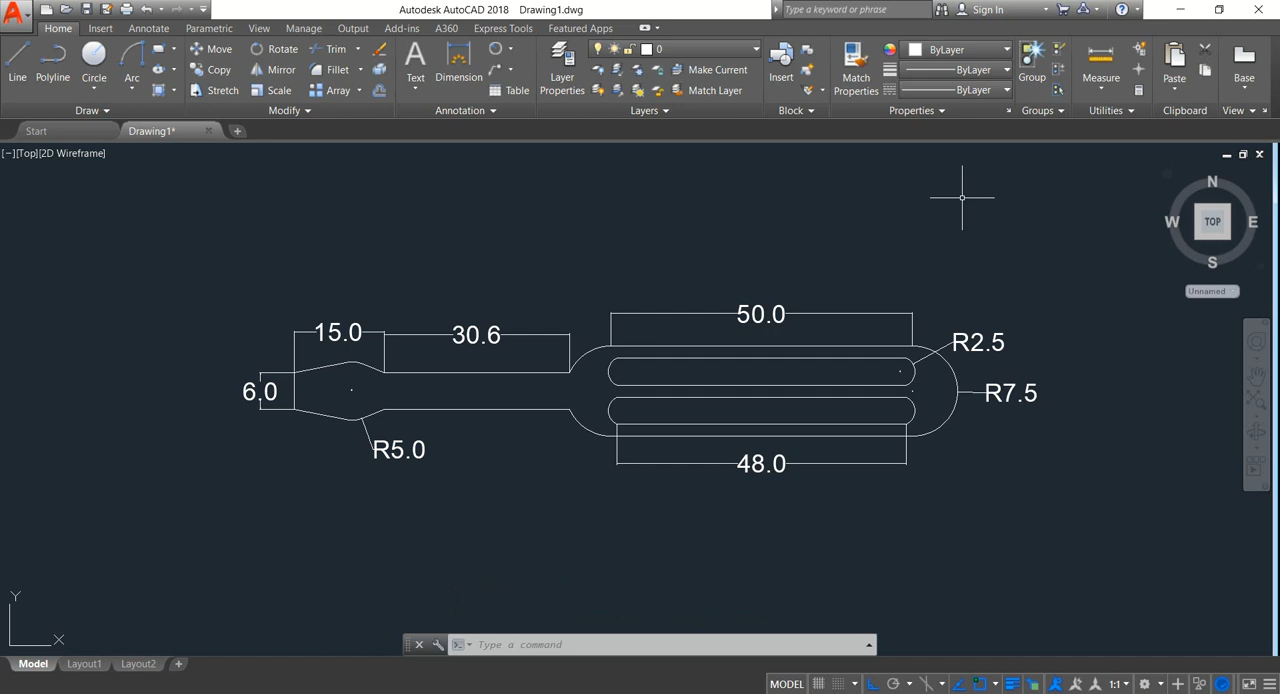 Autodesk AutoCAD 2018 Drawing1.dwg
Type a keyword or phrase
Sign In
Home Insert Annotate Parametric View Manage Output Add-ins A360 Express Tools Featured Apps
Line Polyline Circle Arc
Move Rotate Trim
Copy Mirror Fillet
Stretch Scale Array
Text Dimension
Table
Layer Properties
0
Make Current
Match Layer
Insert
Match Properties
ByLayer
ByLayer
ByLayer
Group
Measure
Paste
Base
Draw Modify Annotation Layers Block Properties Groups Utilities Clipboard View
Start Drawing1*
[−][Top][2D Wireframe]
N
W TOP E
S
Unnamed
50.0
15.0 30.6
R2.5
6.0
R7.5
R5.0
48.0
Y
X
Type a command
Model Layout1 Layout2
MODEL
1:1